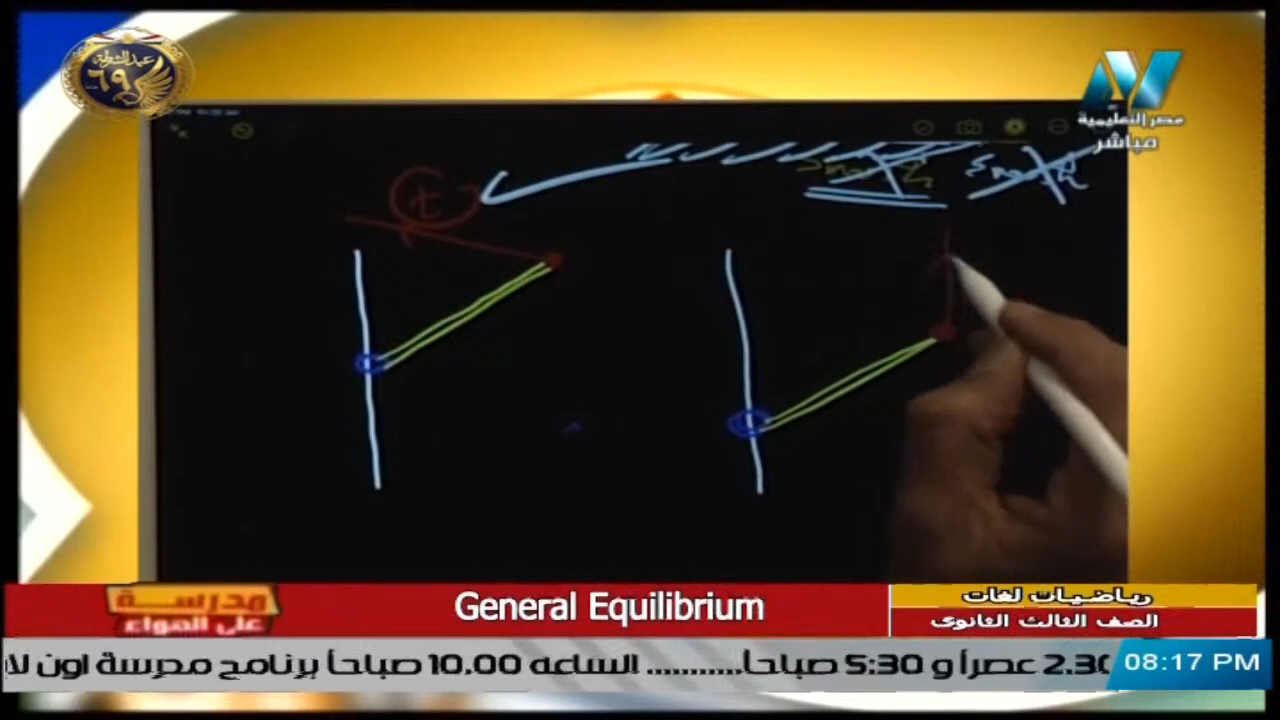 عيد الشرطة
٦٩
مصر التعليمية
مباشر
مدرسة
على الهواء
General Equilibrium
رياضيات لغات
الصف الثالث الثانوى
2.30 عصراً و 5:30 صباحاً........... الساعه 10.00 صباحاً برنامج مدرسة اون لا
08:17 PM